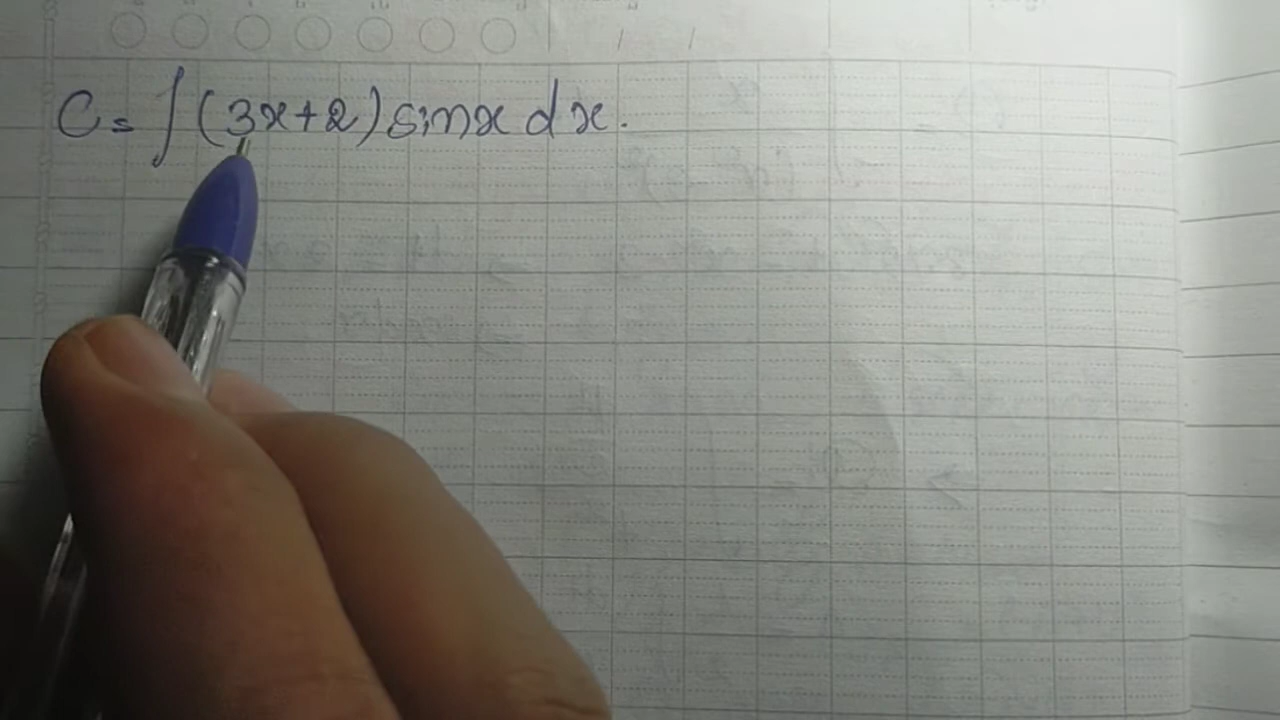 C = ∫(3x+2) sinx dx.